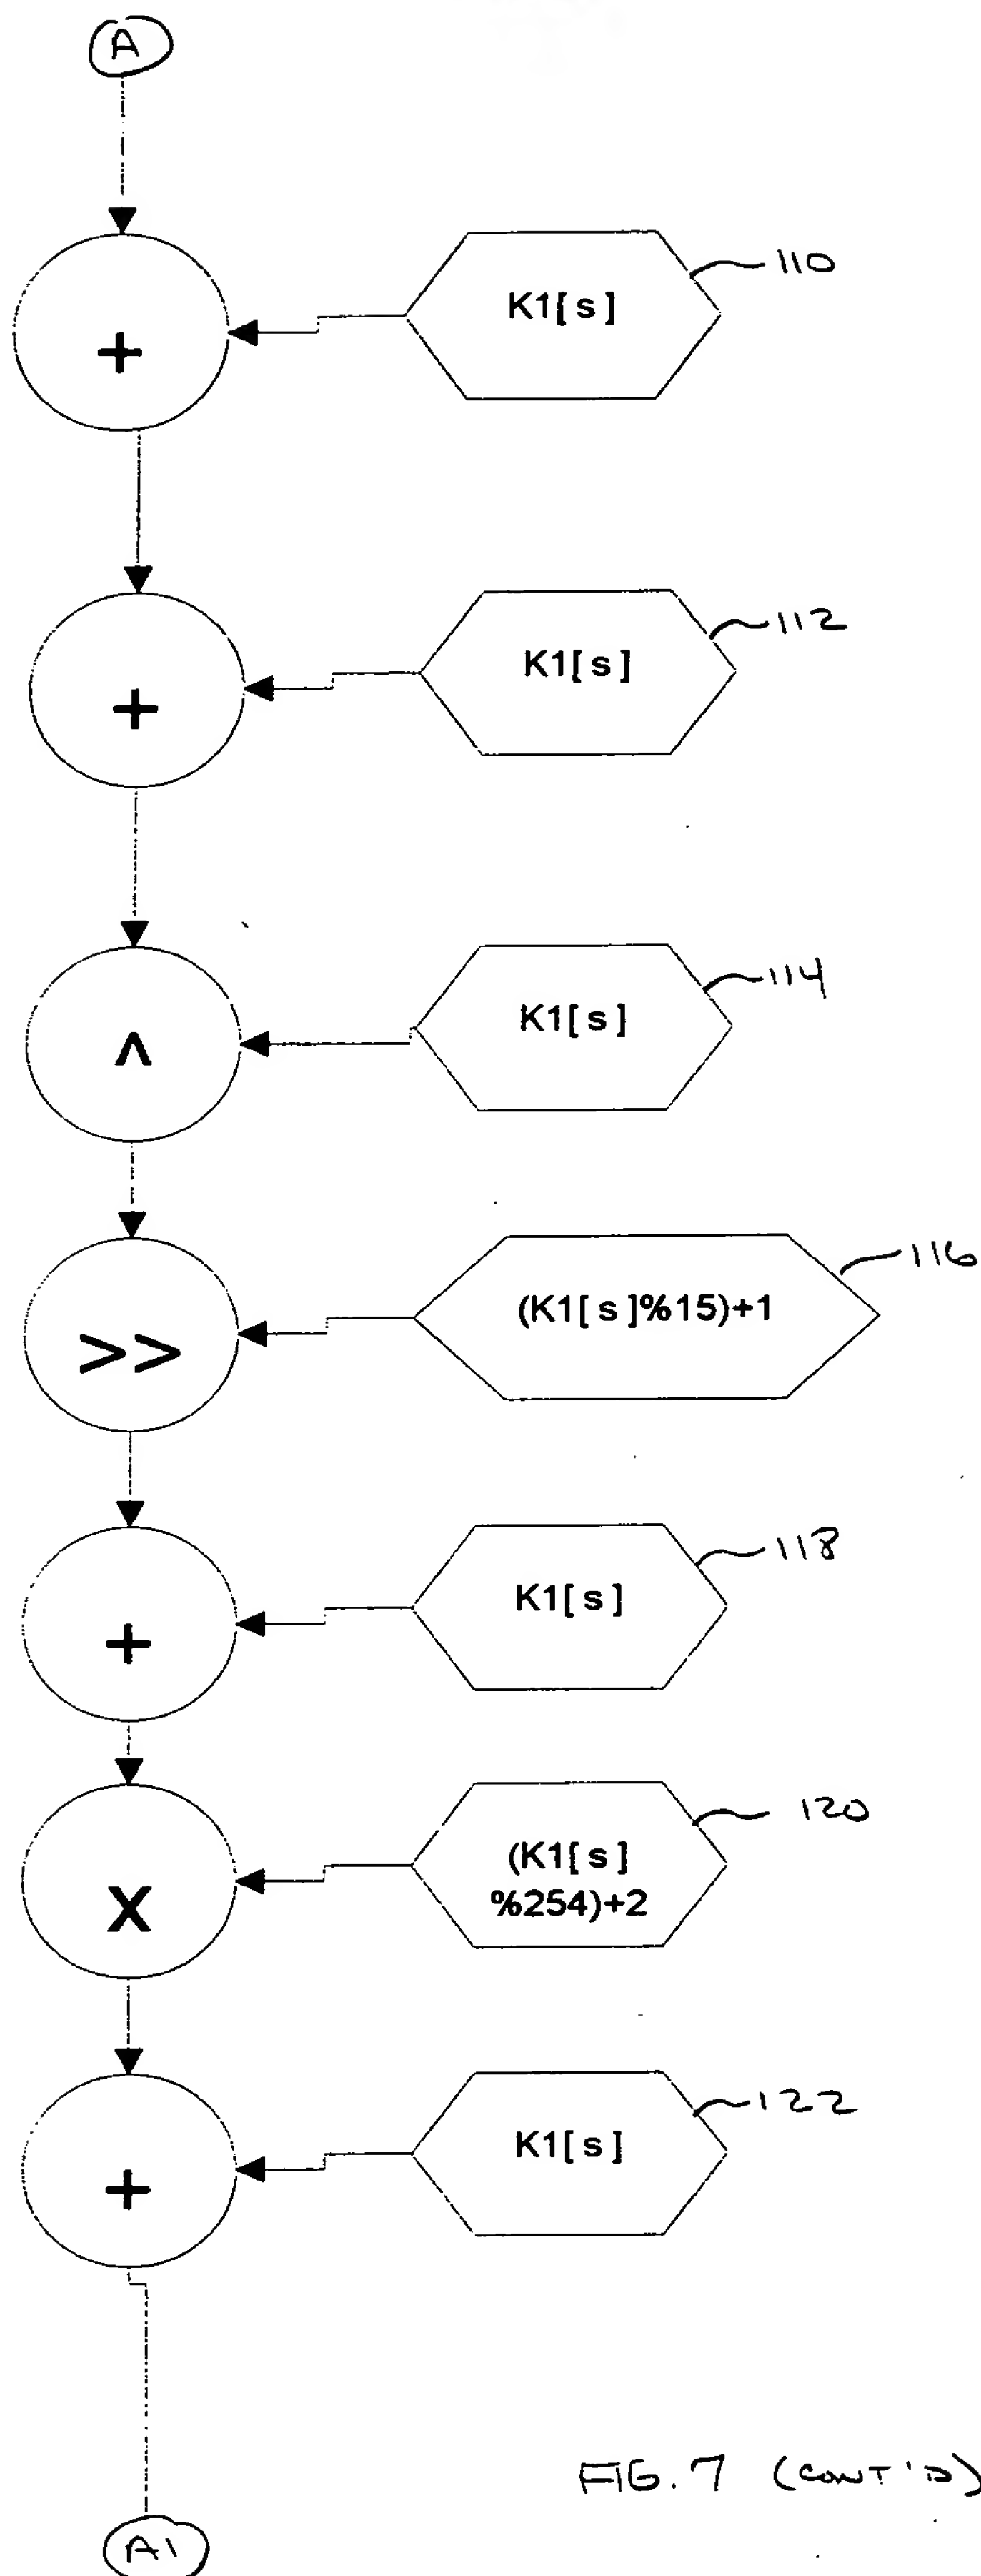 A
+
K1[s]
110
+
K1[s]
112
^
K1[s]
114
>>
(K1[s]%15)+1
116
+
K1[s]
118
X
(K1[s]
%254)+2
120
+
K1[s]
122
FIG. 7 (CONT'D)
A1